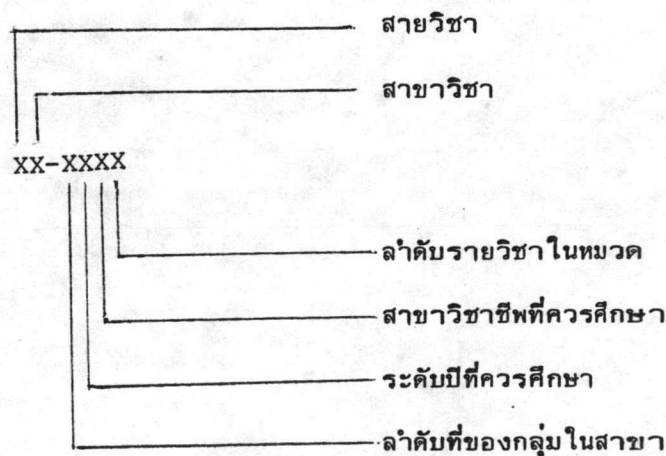 สายวิชา
สาขาวิชา
XX-XXXX
ลำดับรายวิชาในหมวด
สาขาวิชาชีพที่ควรศึกษา
ระดับปีที่ควรศึกษา
ลำดับที่ของกลุ่มในสาขา